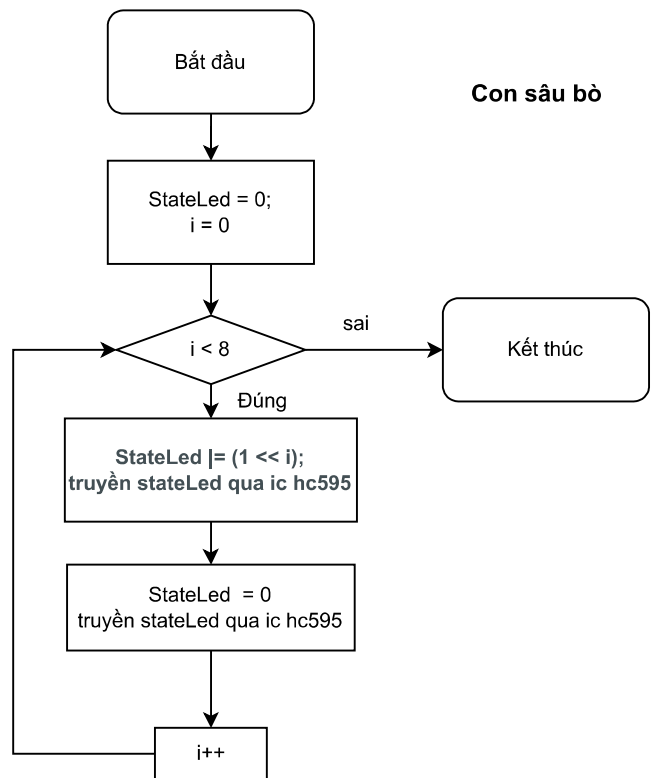 Bắt đầu
Con sâu bò
StateLed = 0;
i = 0
i < 8
sai
Kết thúc
Đúng
StateLed |= (1 << i);
truyền stateLed qua ic hc595
StateLed = 0
truyền stateLed qua ic hc595
i++